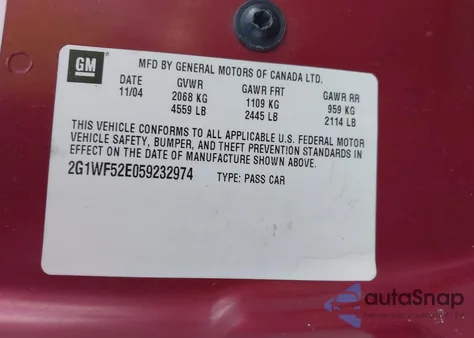 GM
MFD BY GENERAL MOTORS OF CANADA LTD.
DATE GVWR GAWR FRT GAWR RR
11/04 2068 KG 1109 KG 959 KG
4559 LB 2445 LB 2114 LB
THIS VEHICLE CONFORMS TO ALL APPLICABLE U.S. FEDERAL MOTOR
VEHICLE SAFETY, BUMPER, AND THEFT PREVENTION STANDARDS IN
EFFECT ON THE DATE OF MANUFACTURE SHOWN ABOVE.
2G1WF52E059232974 TYPE: PASS CAR
autaSnap